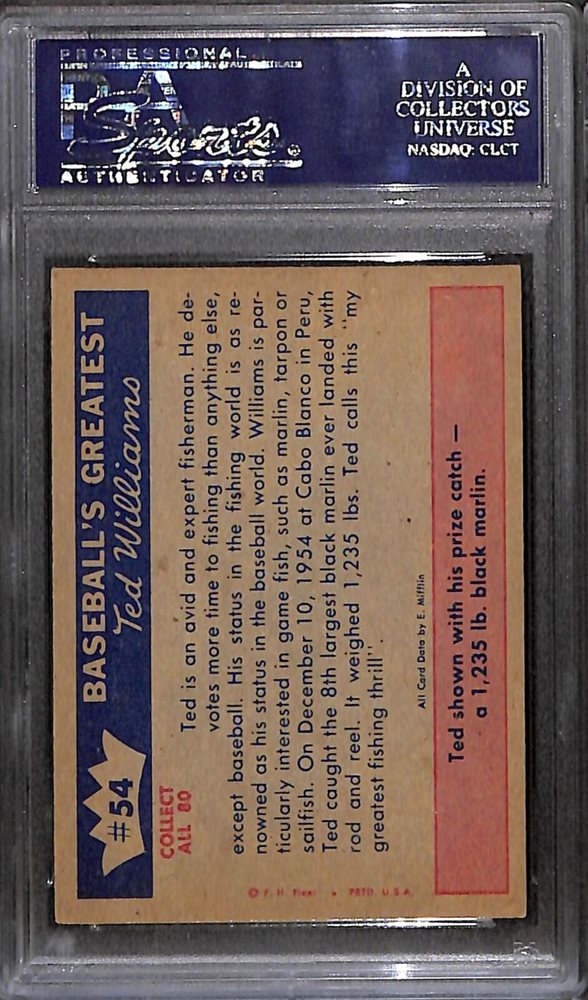 PROFESSIONAL
PSA
Sports
®
AUTHENTICATOR
A
DIVISION OF
COLLECTORS
UNIVERSE
NASDAQ: CLCT
#54
BASEBALL'S GREATEST
Ted Williams
COLLECT
ALL 80
Ted is an avid and expert fisherman. He de-
votes more time to fishing than anything else,
except baseball. His status in the fishing world is as re-
nowned as his status in the baseball world. Williams is par-
ticularly interested in game fish, such as marlin, tarpon or
sailfish. On December 10, 1954 at Cabo Blanco in Peru,
Ted caught the 8th largest black marlin ever landed with
rod and reel. It weighed 1,235 lbs. Ted calls this "my
greatest fishing thrill".
All Card Data by E. Mifflin
Ted shown with his prize catch —
a 1,235 lb. black marlin.
© F. H. Fleer • PRTD. U.S.A.